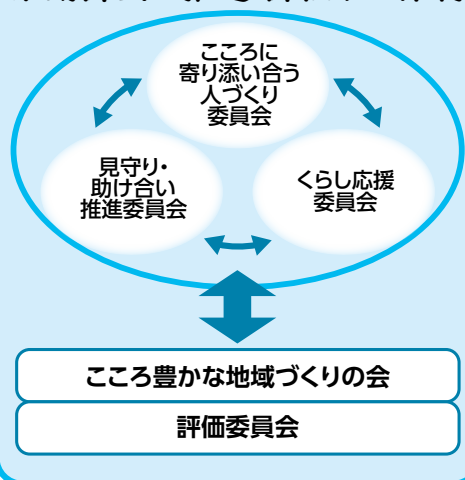 こころに
寄り添い合う
人づくり
委員会
見守り・
助け合い
推進委員会
くらし応援
委員会
こころ豊かな地域づくりの会
評価委員会